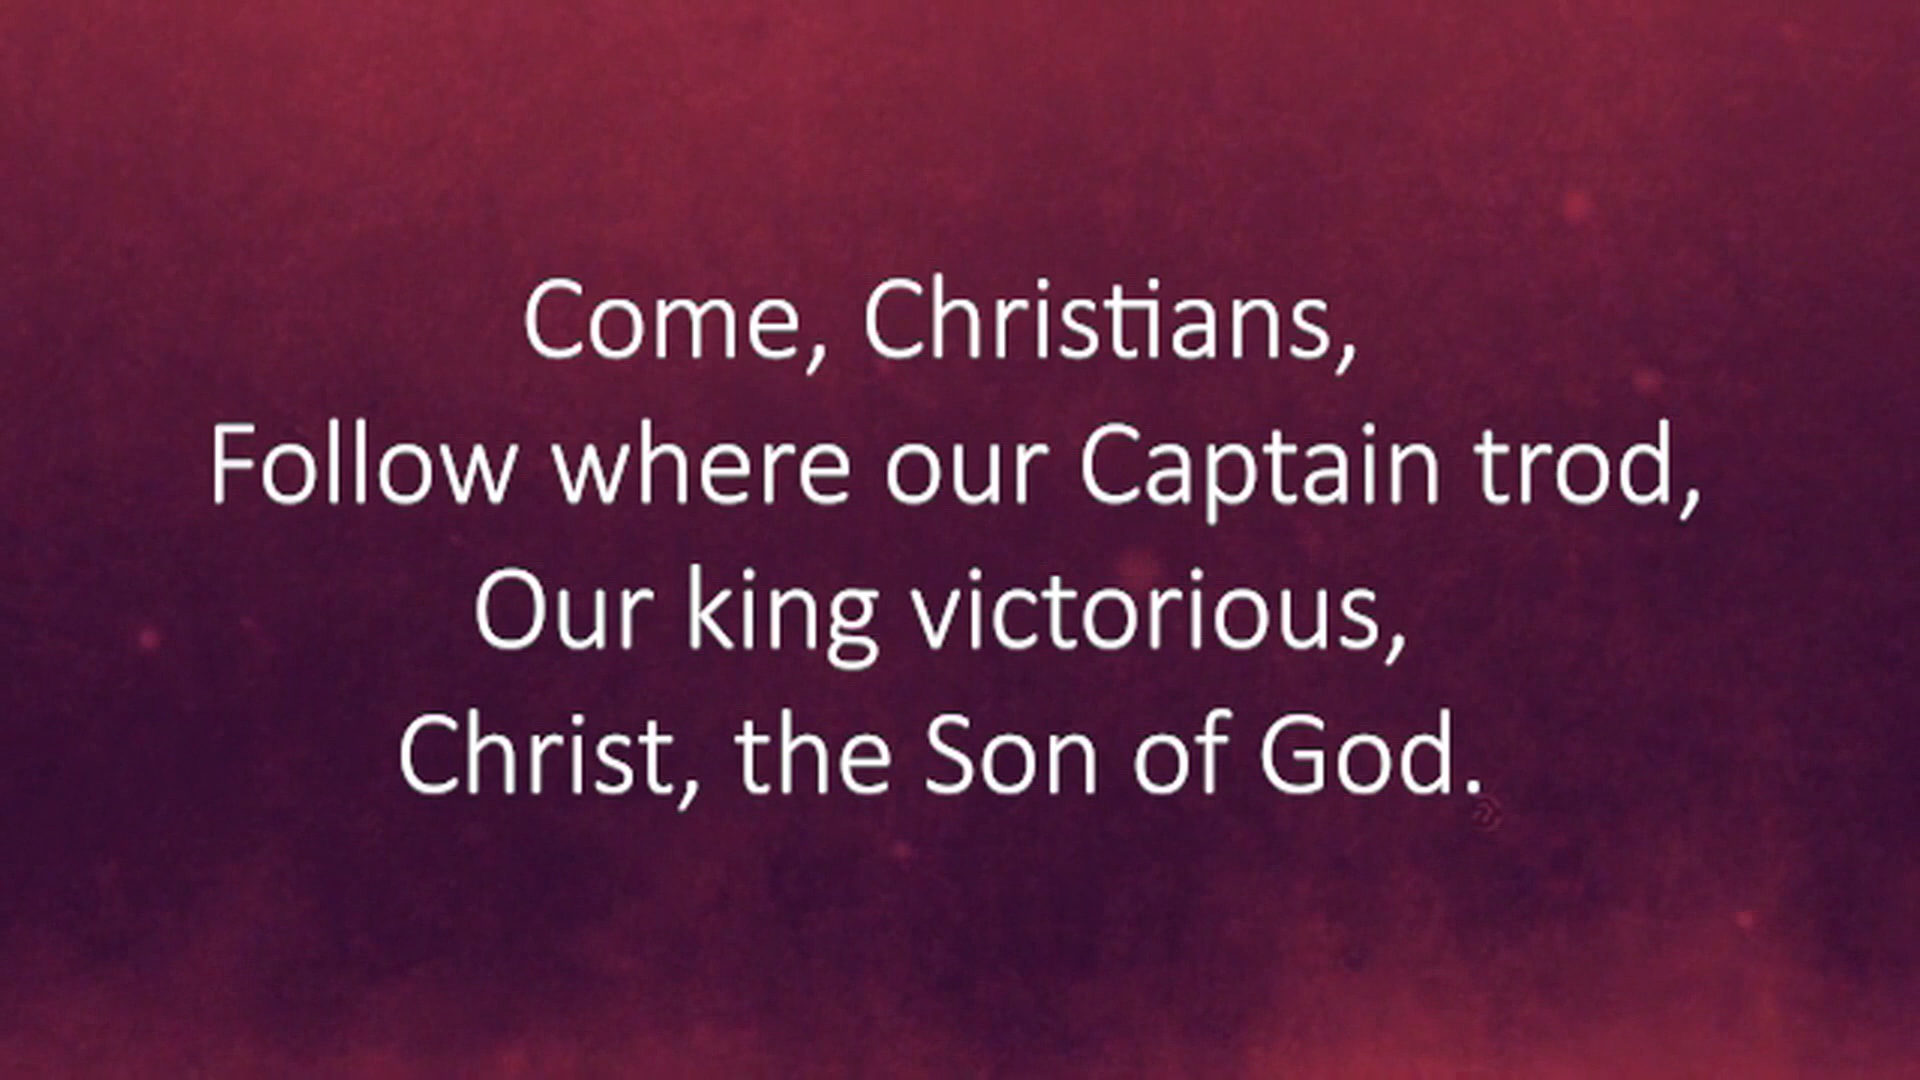 Come, Christians,
Follow where our Captain trod,
Our king victorious,
Christ, the Son of God.